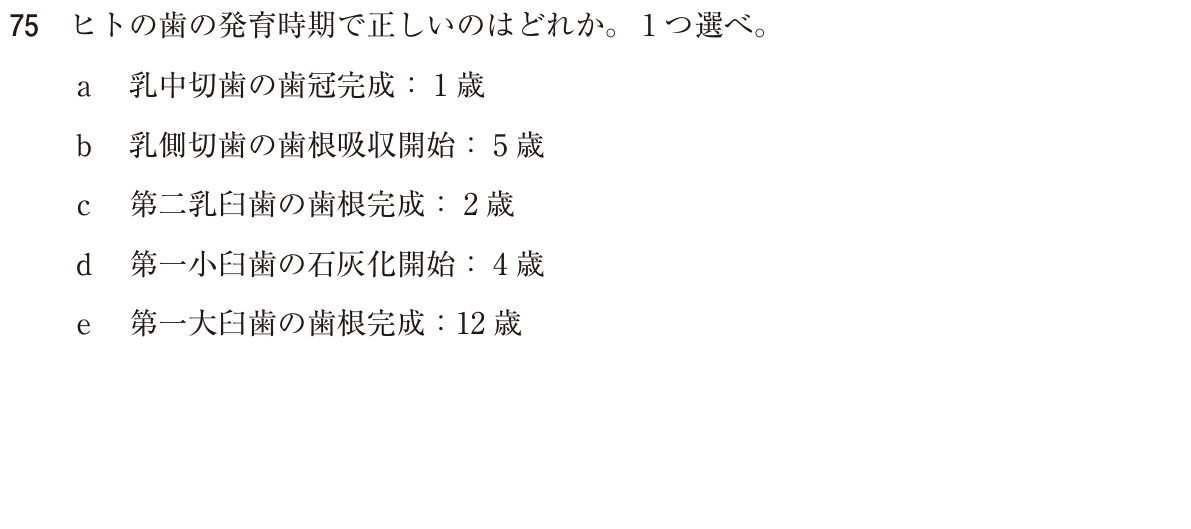 75 ヒトの歯の発育時期で正しいのはどれか。1つ選べ。
a 乳中切歯の歯冠完成：1歳
b 乳側切歯の歯根吸収開始：5歳
c 第二乳臼歯の歯根完成：2歳
d 第一小臼歯の石灰化開始：4歳
e 第一大臼歯の歯根完成：12歳